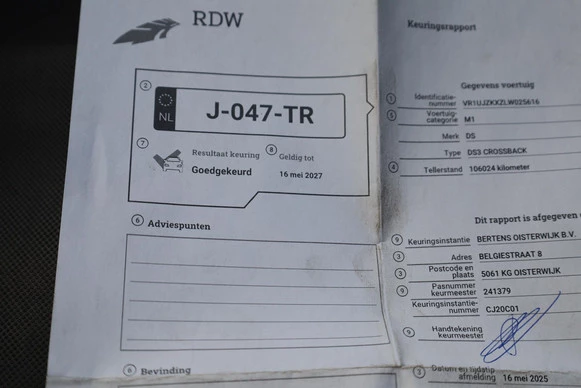 RDW
② 
NL J-047-TR
⑦ Resultaat keuring
Goedgekeurd
⑧ Geldig tot
16 mei 2027
⑥ Adviespunten
⑥ Bevinding
Keuringsrapport
Gegevens voertuig
① Identificatie-
nummer VR1UJZKXZLW025616
⑤ Voertuig-
categorie M1
Merk DS
Type DS3 CROSSBACK
④ Tellerstand 106024 kilometer
Dit rapport is afgegeven
⑨ Keuringsinstantie BERTENS OISTERWIJK B.V.
③ Adres BELGIESTRAAT 8
③ Postcode en
plaats 5061 KG OISTERWIJK
⑨ Pasnummer
keurmeester 241379
Keuringsinstantie-
nummer CJ20C01
⑨ Handtekening
keurmeester
③ Datum en tijdstip
afmelding 16 mei 2025